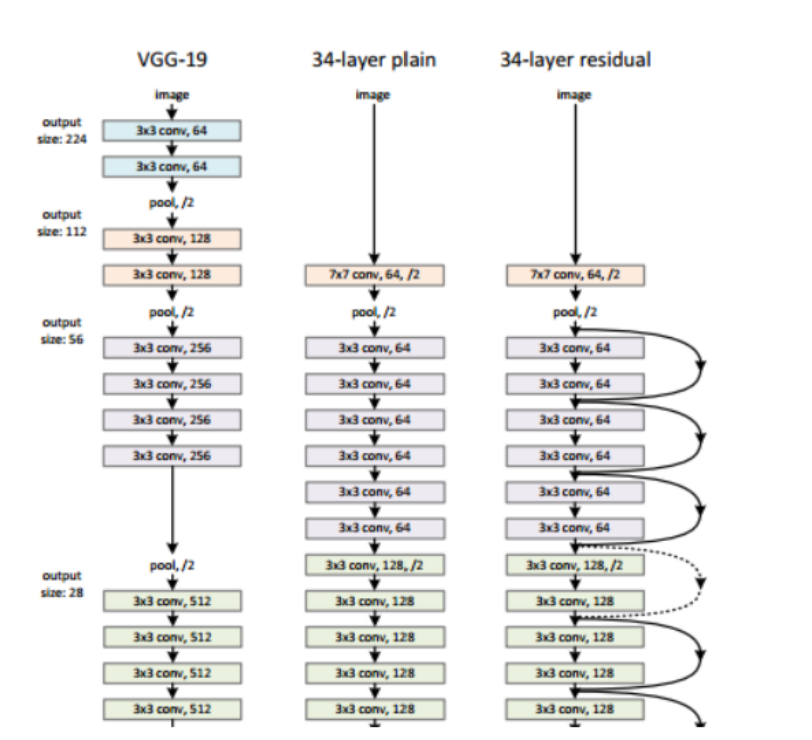 VGG-19
34-layer plain
34-layer residual
image
image
image
output
size: 224
3x3 conv, 64
3x3 conv, 64
pool, /2
output
size: 112
3x3 conv, 128
3x3 conv, 128
7x7 conv, 64, /2
7x7 conv, 64, /2
pool, /2
pool, /2
pool, /2
output
size: 56
3x3 conv, 256
3x3 conv, 64
3x3 conv, 64
3x3 conv, 256
3x3 conv, 64
3x3 conv, 64
3x3 conv, 256
3x3 conv, 64
3x3 conv, 64
3x3 conv, 256
3x3 conv, 64
3x3 conv, 64
3x3 conv, 64
3x3 conv, 64
3x3 conv, 64
3x3 conv, 64
output
size: 28
pool, /2
3x3 conv, 128, /2
3x3 conv, 128, /2
3x3 conv, 512
3x3 conv, 128
3x3 conv, 128
3x3 conv, 512
3x3 conv, 128
3x3 conv, 128
3x3 conv, 512
3x3 conv, 128
3x3 conv, 128
3x3 conv, 512
3x3 conv, 128
3x3 conv, 128